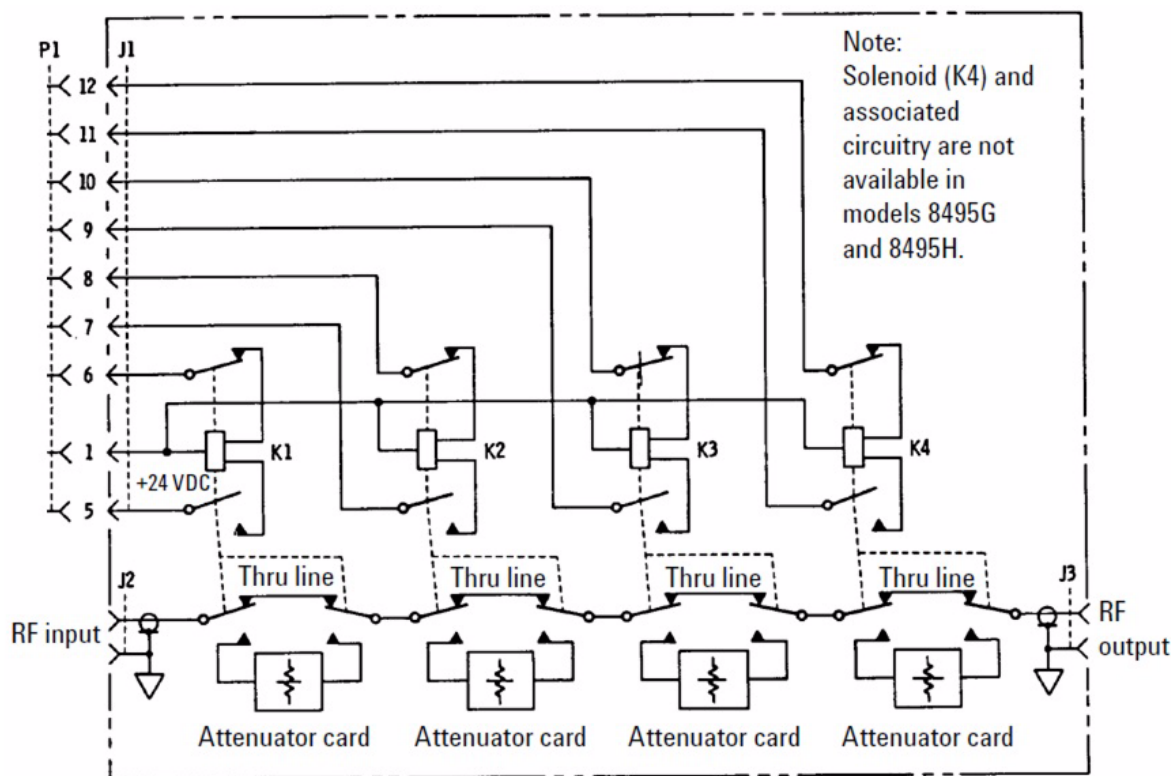 P1 J1
12
11
10
9
8
7
6
1
+24 VDC
5
Note:
Solenoid (K4) and
associated
circuitry are not
available in
models 8495G
and 8495H.
K1 K2 K3 K4
J2
Thru line Thru line Thru line Thru line
J3
RF input
RF
output
Attenuator card Attenuator card Attenuator card Attenuator card